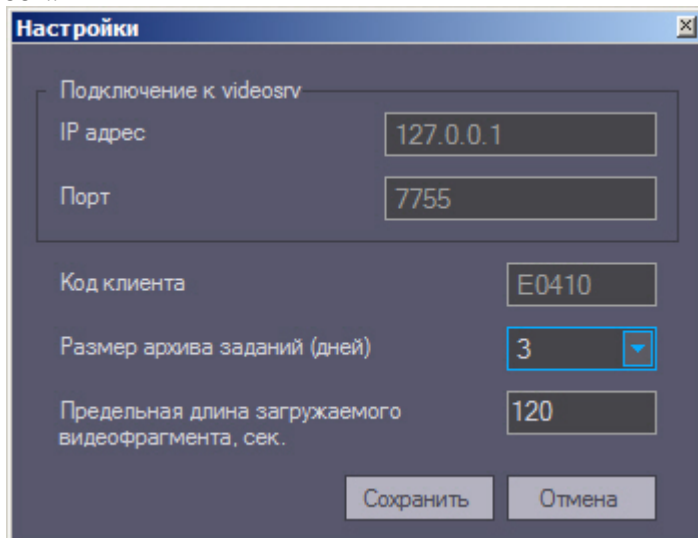 Настройки
Подключение к videosrv
IP адрес 127.0.0.1
Порт 7755
Код клиента E0410
Размер архива заданий (дней) 3
Предельная длина загружаемого 120
видеофрагмента, сек.
Сохранить Отмена